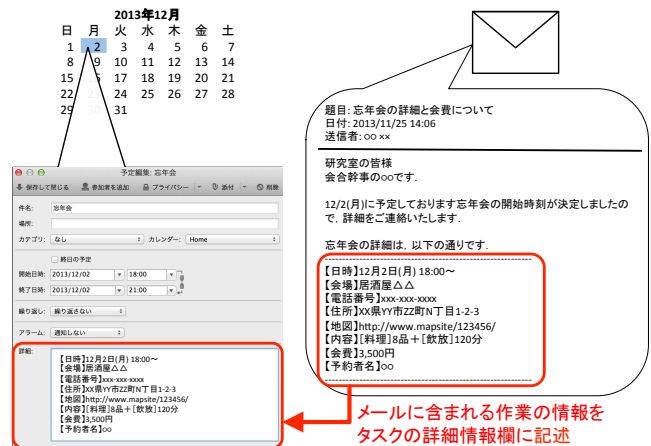 2013年12月
日 月 火 水 木 金 土
1 2 3 4 5 6 7
8 9 10 11 12 13 14
15 17 18 19 20 21
22 24 25 26 27 28
29 31
予定編集: 忘年会
保存して閉じる 参加者を追加 プライバシー 添付 削除
件名: 忘年会
場所:
カテゴリ: なし カレンダー: Home
終日の予定
開始日時: 2013/12/02 18:00
終了日時: 2013/12/02 21:00
繰り返し: 繰り返さない
アラーム: 通知しない
詳細:
【日時】12月2日(月) 18:00～
【会場】居酒屋△△
【電話番号】xxx-xxx-xxxx
【住所】XX県YY市ZZ町N丁目1-2-3
【地図】http://www.mapsite/123456/
【内容】[料理]8品＋[飲放]120分
【会費】3,500円
【予約者名】○○
題目: 忘年会の詳細と会費について
日付: 2013/11/25 14:06
送信者: ○○ ××
研究室の皆様
会合幹事の○○です.
12/2(月)に予定しております忘年会の開始時刻が決定しましたの
で, 詳細をご連絡いたします.
忘年会の詳細は, 以下の通りです.
------------------------------------------------
【日時】12月2日(月) 18:00～
【会場】居酒屋△△
【電話番号】xxx-xxx-xxxx
【住所】XX県YY市ZZ町N丁目1-2-3
【地図】http://www.mapsite/123456/
【内容】[料理]8品＋[飲放]120分
【会費】3,500円
【予約者名】○○
------------------------------------------------
メールに含まれる作業の情報を
タスクの詳細情報欄に記述